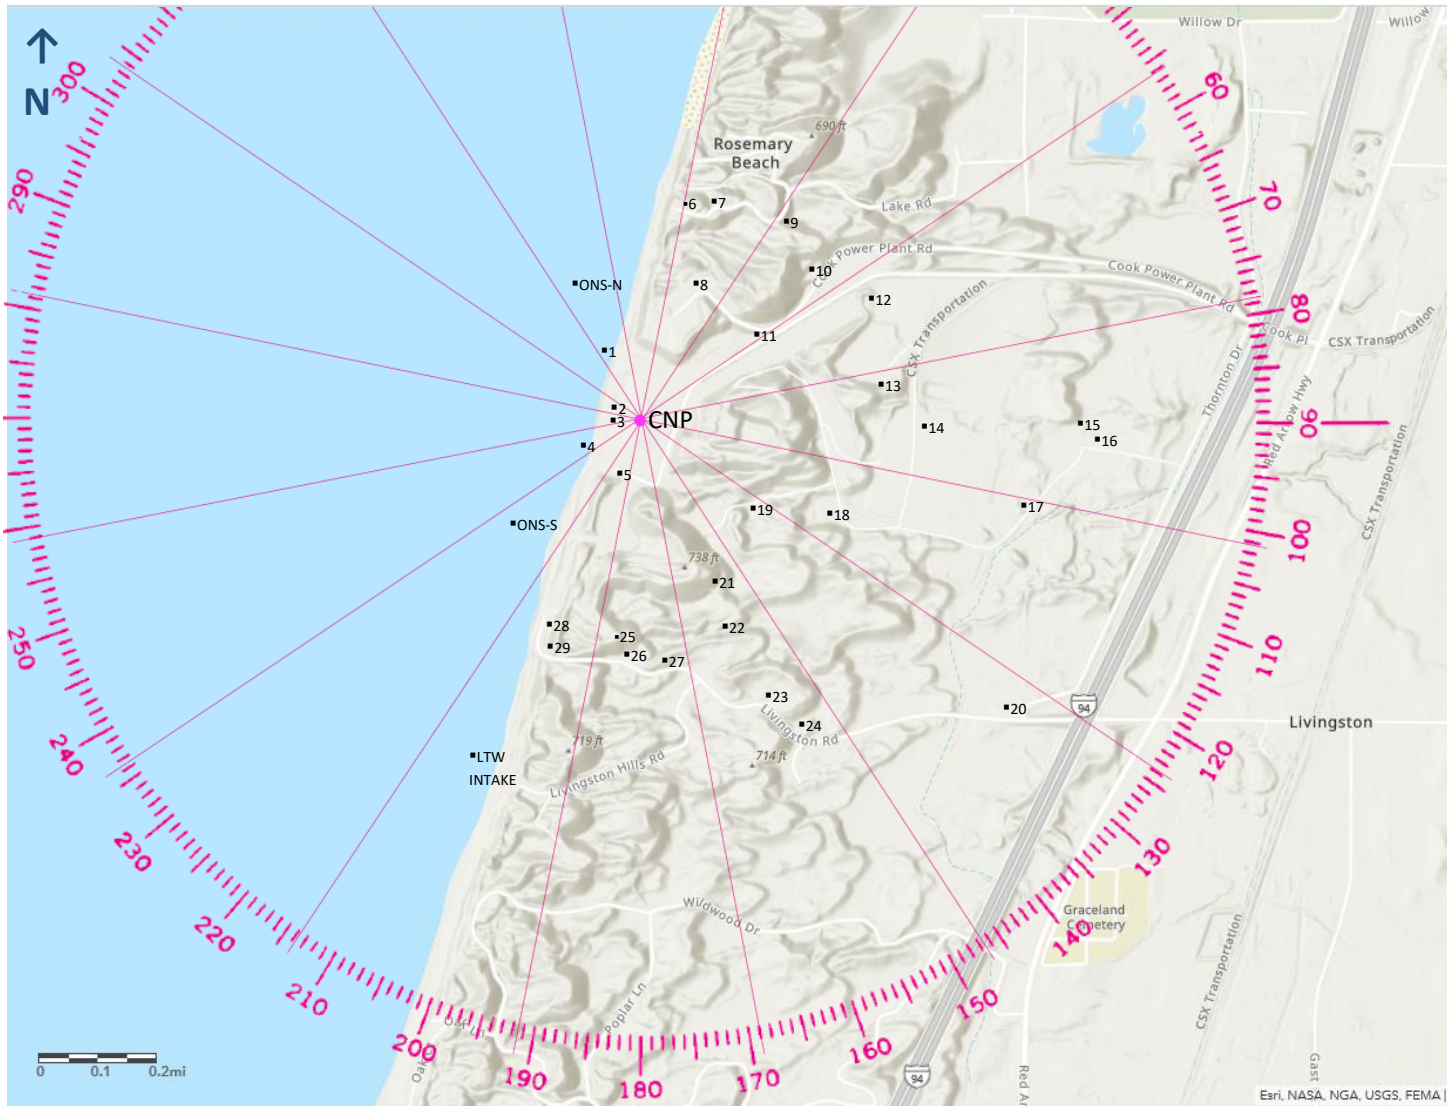 Willow Dr
Willow
N
300
60
690 ft
Rosemary
Beach
290
70
6
7
Lake Rd
9
Cook Power Plant Rd
10
Cook Power Plant Rd
ONS-N
8
12
CSX Transportation
80
11
Cook Pl
CSX Transportation
1
Thornton Dr
13
Red Arrow Hwy
2
CNP
3
14
15
90
4
16
5
CSX Transportation
19
18
17
ONS-S
100
738 ft
21
28
22
25
250
29
26
27
110
23
20
94
24
Livingston Rd
Livingston
240
719 ft
714 ft
120
LTW
INTAKE
Livingston Hills Rd
230
130
Wildwood Dr
Graceland
Cemetery
220
140
CSX Transportation
210
Poplar Ln
150
200
Oak Ln
Oak
190
180
170
160
94
Red Ar
Gast
0
0.1
0.2mi
Esri, NASA, NGA, USGS, FEMA |